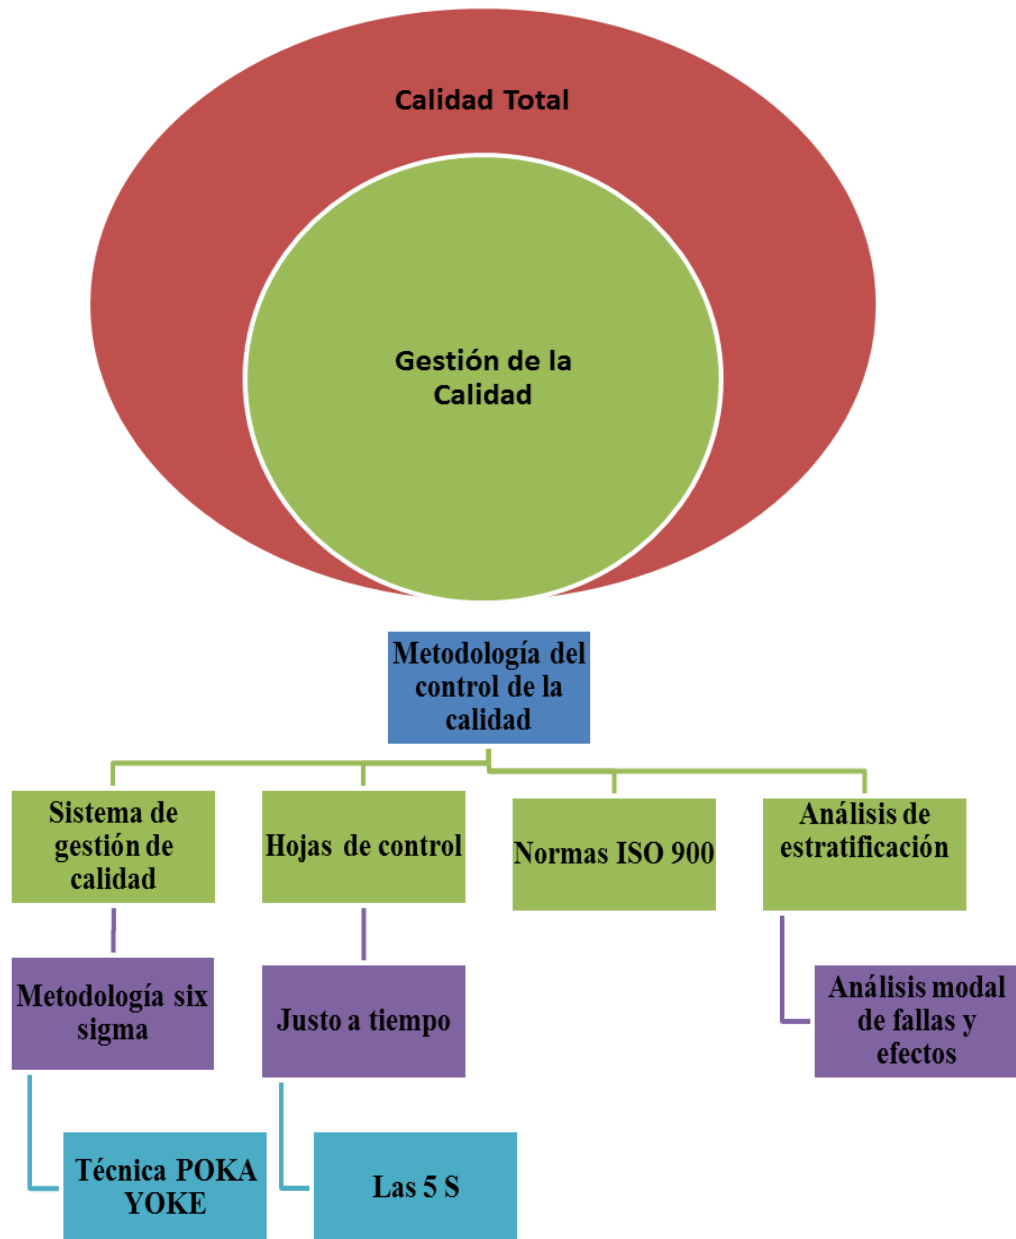 Calidad Total
Gestión de la
Calidad
Metodología del
control de la
calidad
Sistema de
gestión de
calidad
Hojas de control
Normas ISO 900
Análisis de
estratificación
Metodología six
sigma
Justo a tiempo
Análisis modal
de fallas y
efectos
Técnica POKA
YOKE
Las 5 S